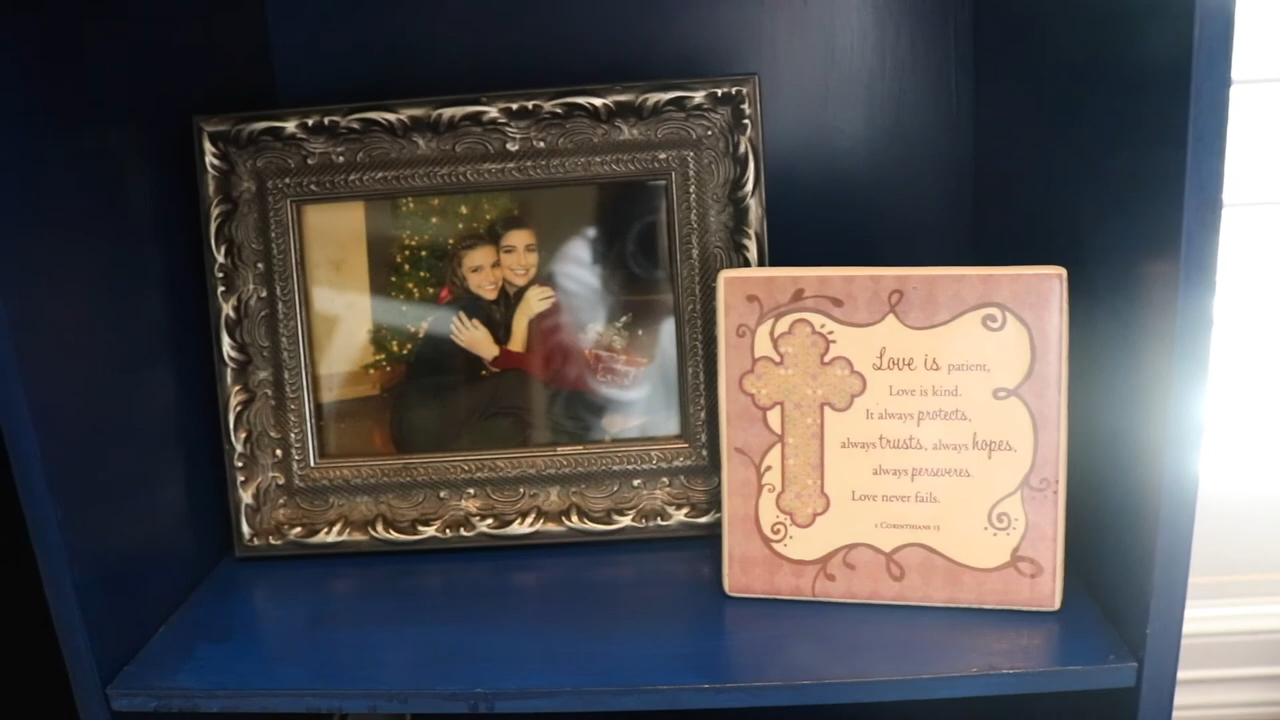 Love is patient,
Love is kind.
It always protects,
always trusts, always hopes,
always perseveres.
Love never fails.
1 Corinthians 13